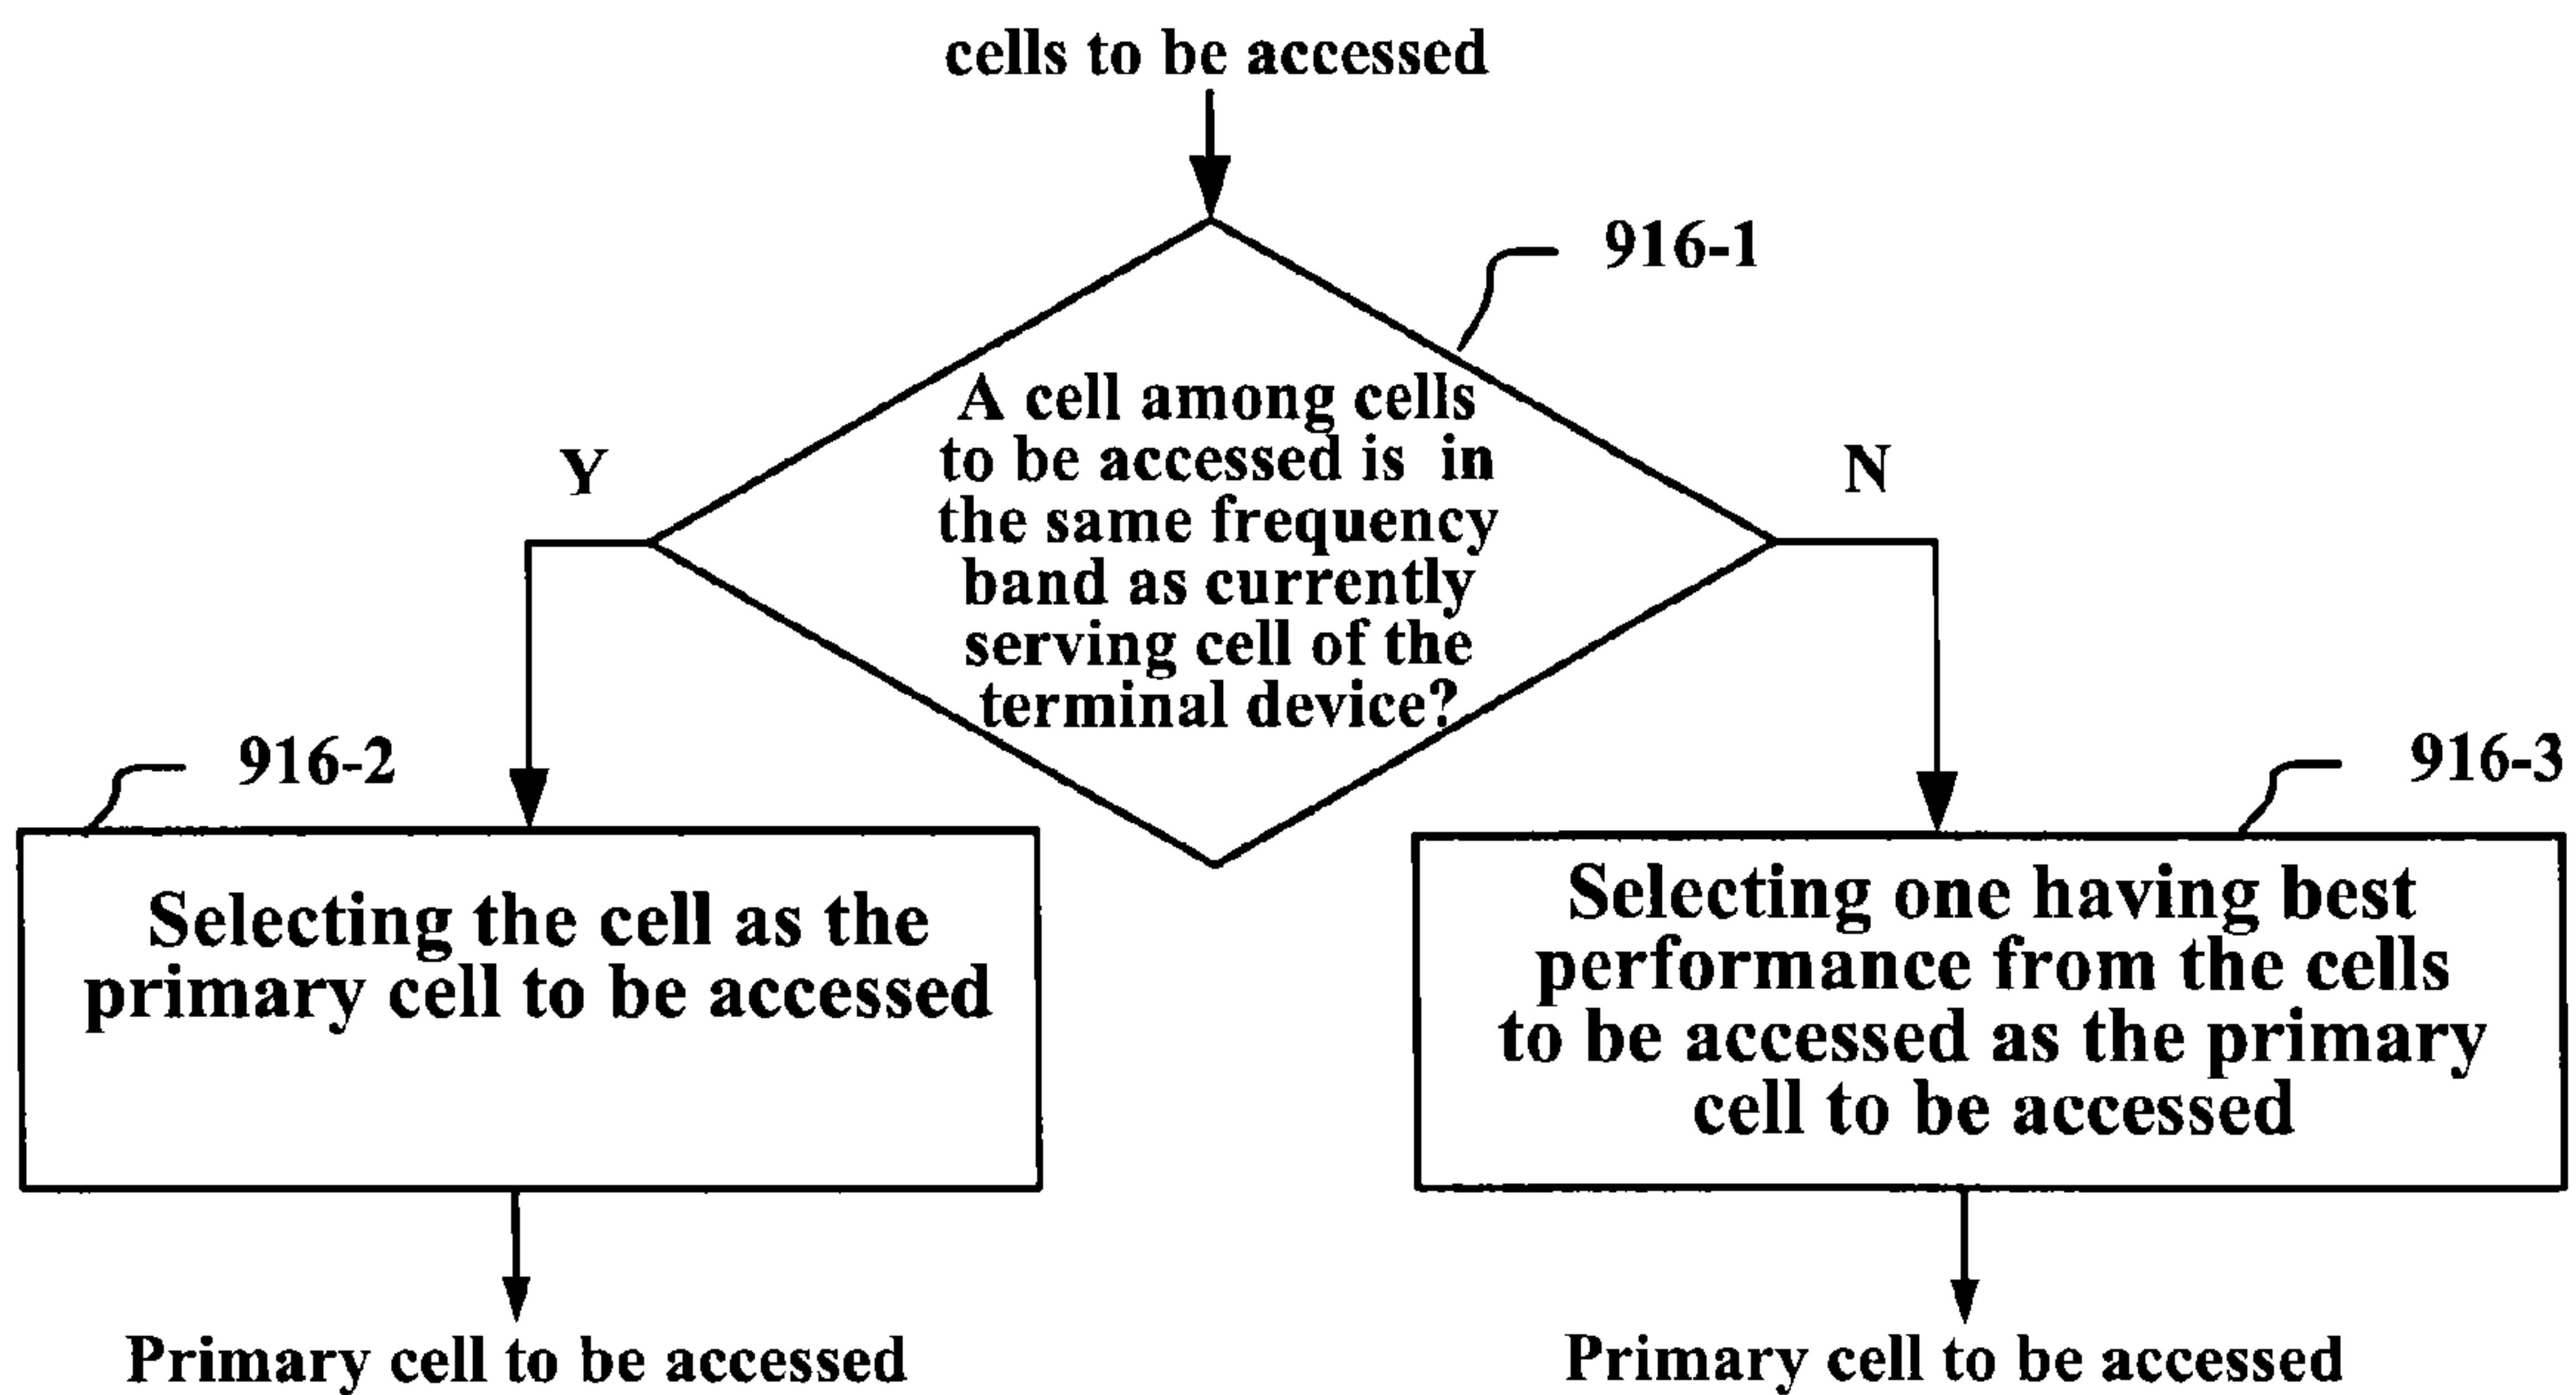 cells to be accessed
916-1
A cell among cells
to be accessed is in
the same frequency
band as currently
serving cell of the
terminal device?
Y
N
916-2
916-3
Selecting the cell as the
primary cell to be accessed
Selecting one having best
performance from the cells
to be accessed as the primary
cell to be accessed
Primary cell to be accessed
Primary cell to be accessed